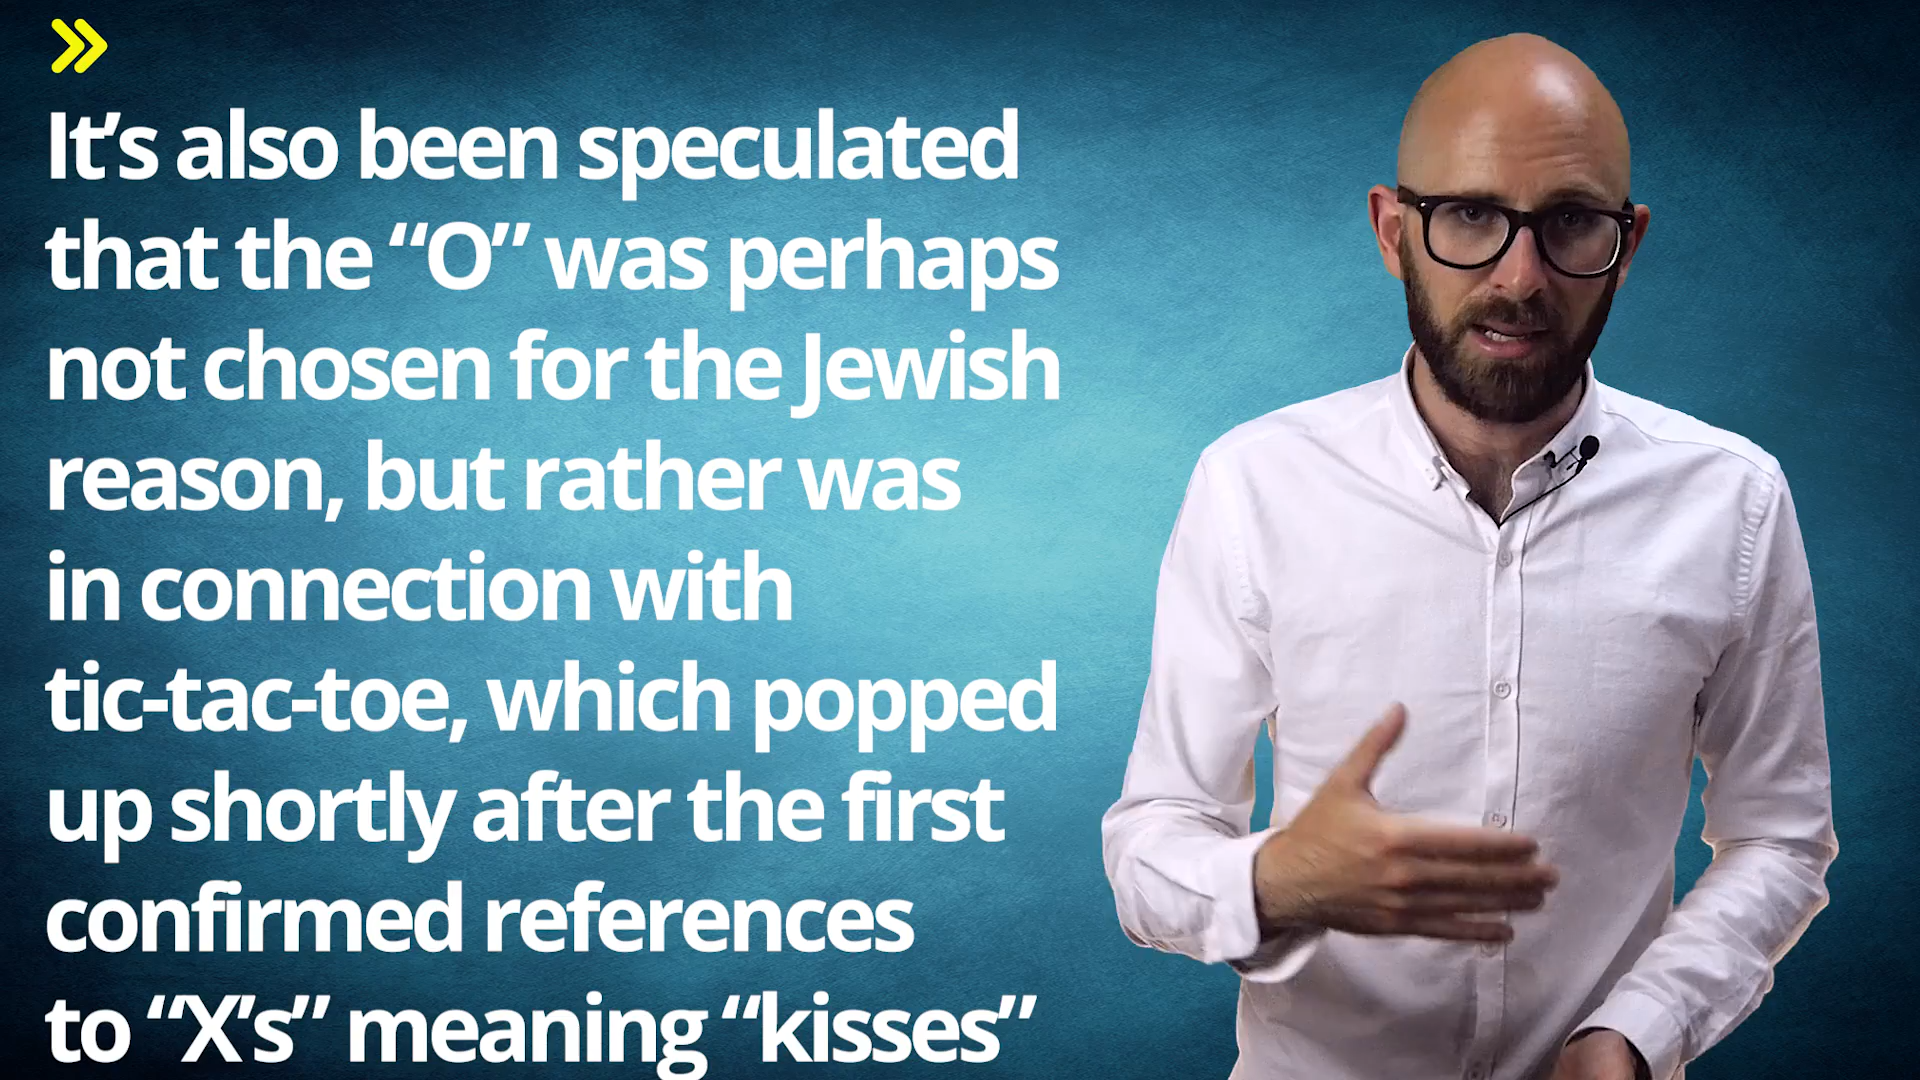 It’s also been speculated
that the “O” was perhaps
not chosen for the Jewish
reason, but rather was
in connection with
tic-tac-toe, which popped
up shortly after the first
confirmed references
to “X’s” meaning “kisses”